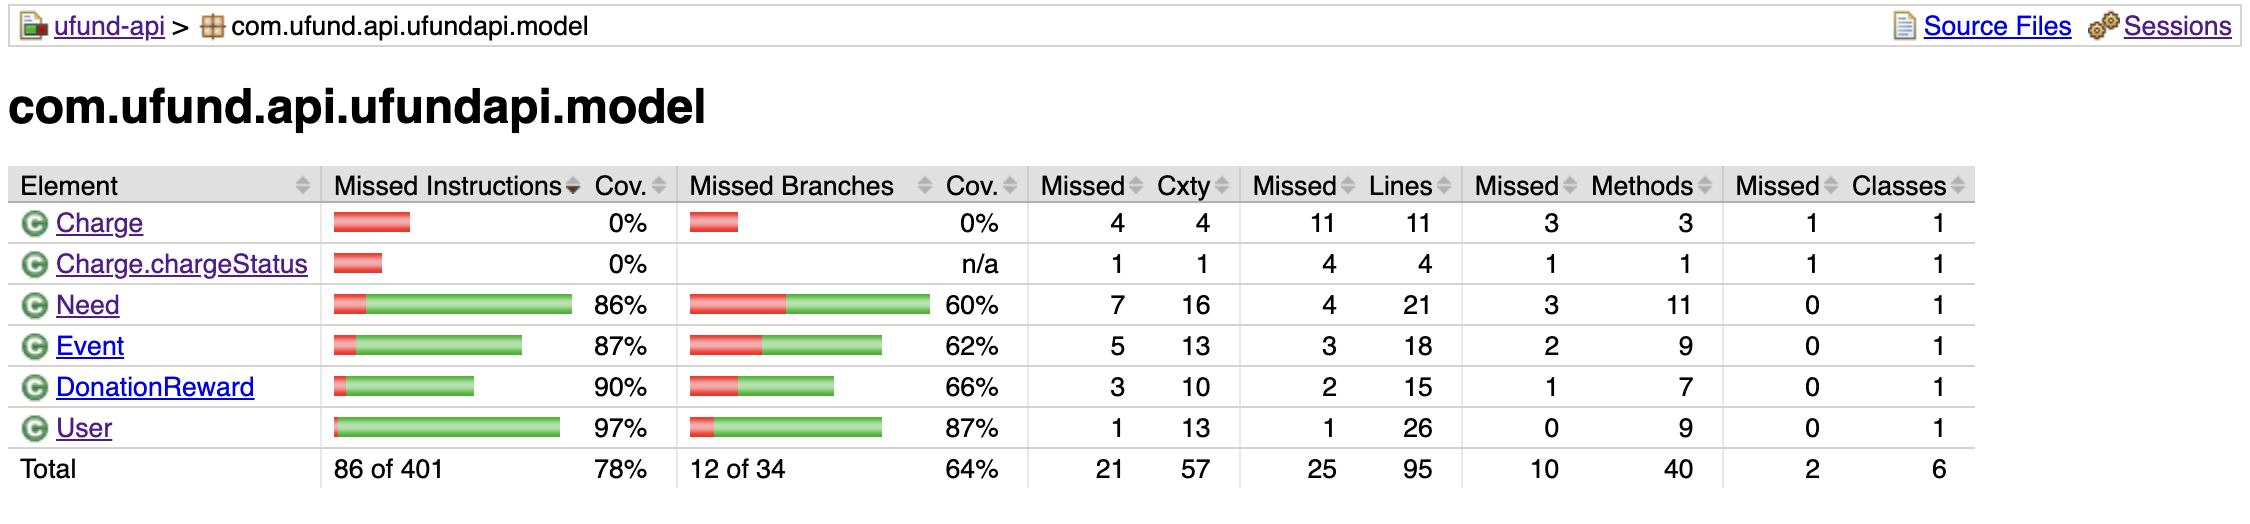 ufund-api > com.ufund.api.ufundapi.model Source Files Sessions
com.ufund.api.ufundapi.model
Element Missed Instructions Cov. Missed Branches Cov. Missed Cxty Missed Lines Missed Methods Missed Classes
Charge 0% 0% 4 4 11 11 3 3 1 1
Charge.chargeStatus 0% n/a 1 1 4 4 1 1 1 1
Need 86% 60% 7 16 4 21 3 11 0 1
Event 87% 62% 5 13 3 18 2 9 0 1
DonationReward 90% 66% 3 10 2 15 1 7 0 1
User 97% 87% 1 13 1 26 0 9 0 1
Total 86 of 401 78% 12 of 34 64% 21 57 25 95 10 40 2 6